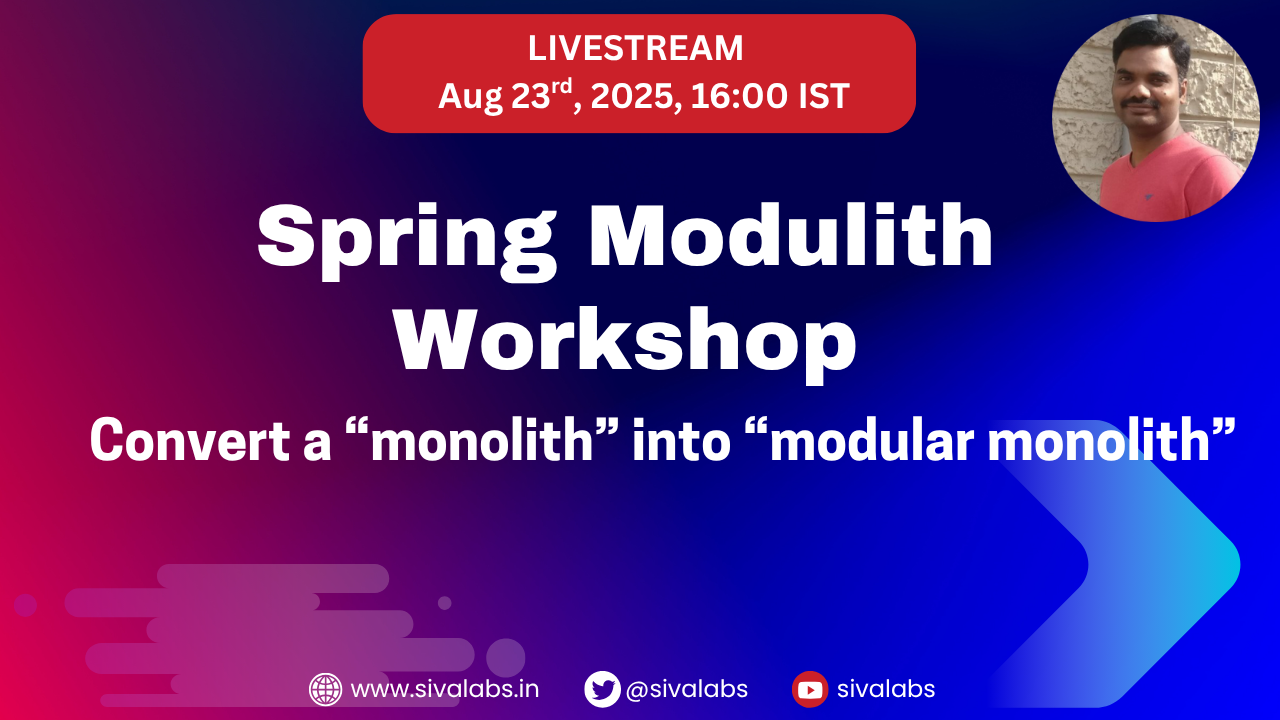 LIVESTREAM
Aug 23rd, 2025, 16:00 IST
Spring Modulith
Workshop
Convert a “monolith” into “modular monolith”
www.sivalabs.in @sivalabs sivalabs